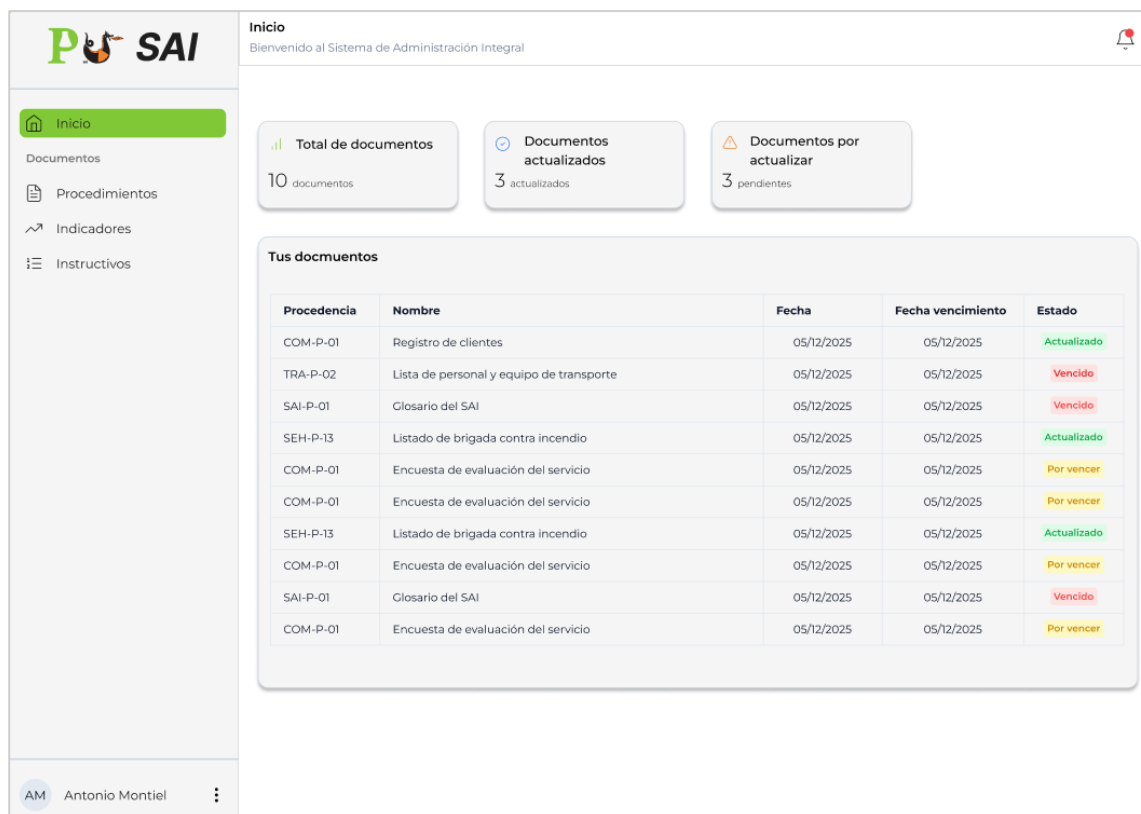 P SAI
Inicio
Bienvenido al Sistema de Administración Integral
Inicio
Documentos
Procedimientos
Indicadores
Instructivos
Total de documentos
10 documentos
Documentos
actualizados
3 actualizados
Documentos por
actualizar
3 pendientes
Tus docmuentos
Procedencia Nombre Fecha Fecha vencimiento Estado
COM-P-01 Registro de clientes 05/12/2025 05/12/2025 Actualizado
TRA-P-02 Lista de personal y equipo de transporte 05/12/2025 05/12/2025 Vencido
SAI-P-01 Glosario del SAI 05/12/2025 05/12/2025 Vencido
SEH-P-13 Listado de brigada contra incendio 05/12/2025 05/12/2025 Actualizado
COM-P-01 Encuesta de evaluación del servicio 05/12/2025 05/12/2025 Por vencer
COM-P-01 Encuesta de evaluación del servicio 05/12/2025 05/12/2025 Por vencer
SEH-P-13 Listado de brigada contra incendio 05/12/2025 05/12/2025 Actualizado
COM-P-01 Encuesta de evaluación del servicio 05/12/2025 05/12/2025 Por vencer
SAI-P-01 Glosario del SAI 05/12/2025 05/12/2025 Vencido
COM-P-01 Encuesta de evaluación del servicio 05/12/2025 05/12/2025 Por vencer
AM Antonio Montiel